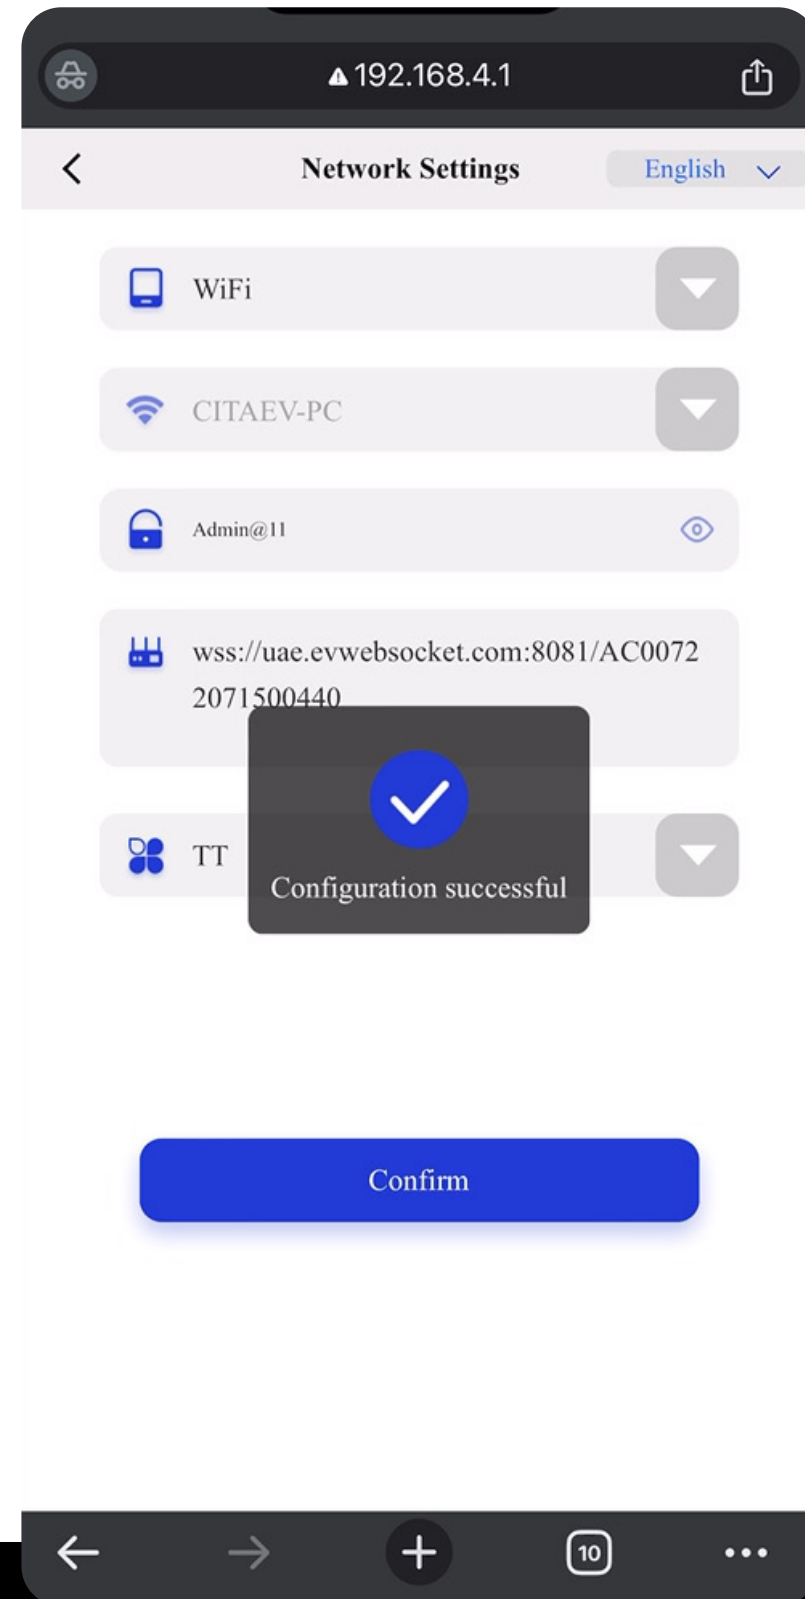 192.168.4.1
Network Settings
English
WiFi
CITAEV-PC
Admin@11
wss://uae.evwebsocket.com:8081/AC0072
2071500440
TT
Configuration successful
Confirm
10